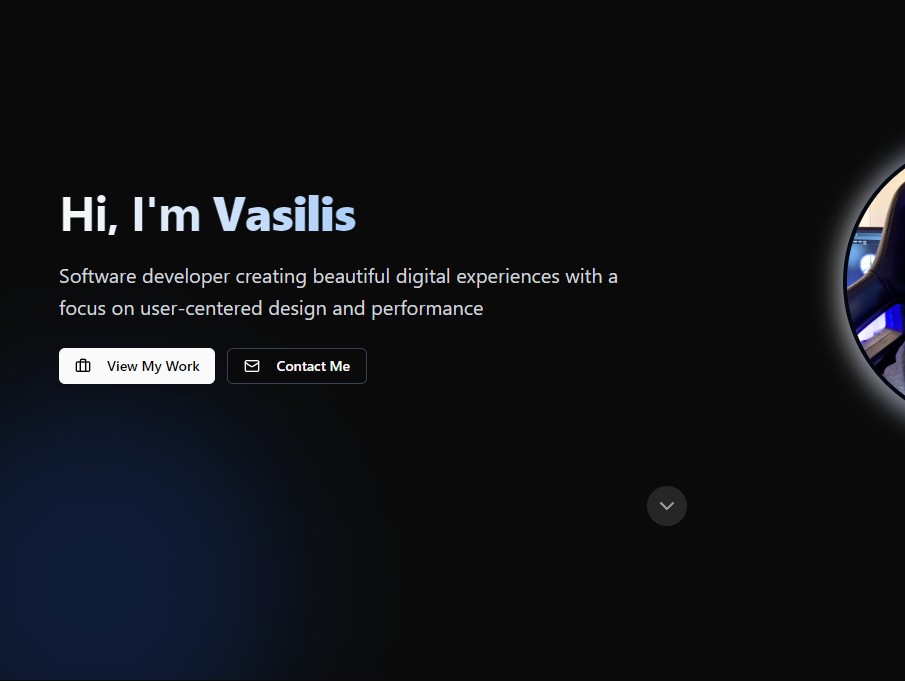 Hi, I'm Vasilis
Software developer creating beautiful digital experiences with a
focus on user-centered design and performance
View My Work
Contact Me